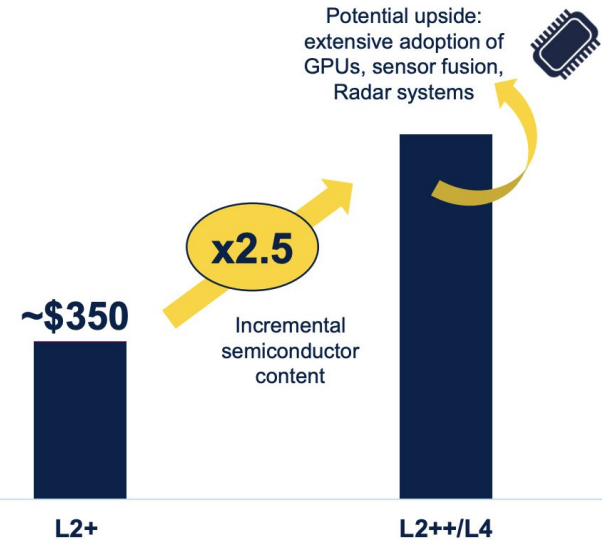 Potential upside:
extensive adoption of
GPUs, sensor fusion,
Radar systems
x2.5
~$350
Incremental
semiconductor
content
L2+
L2++/L4